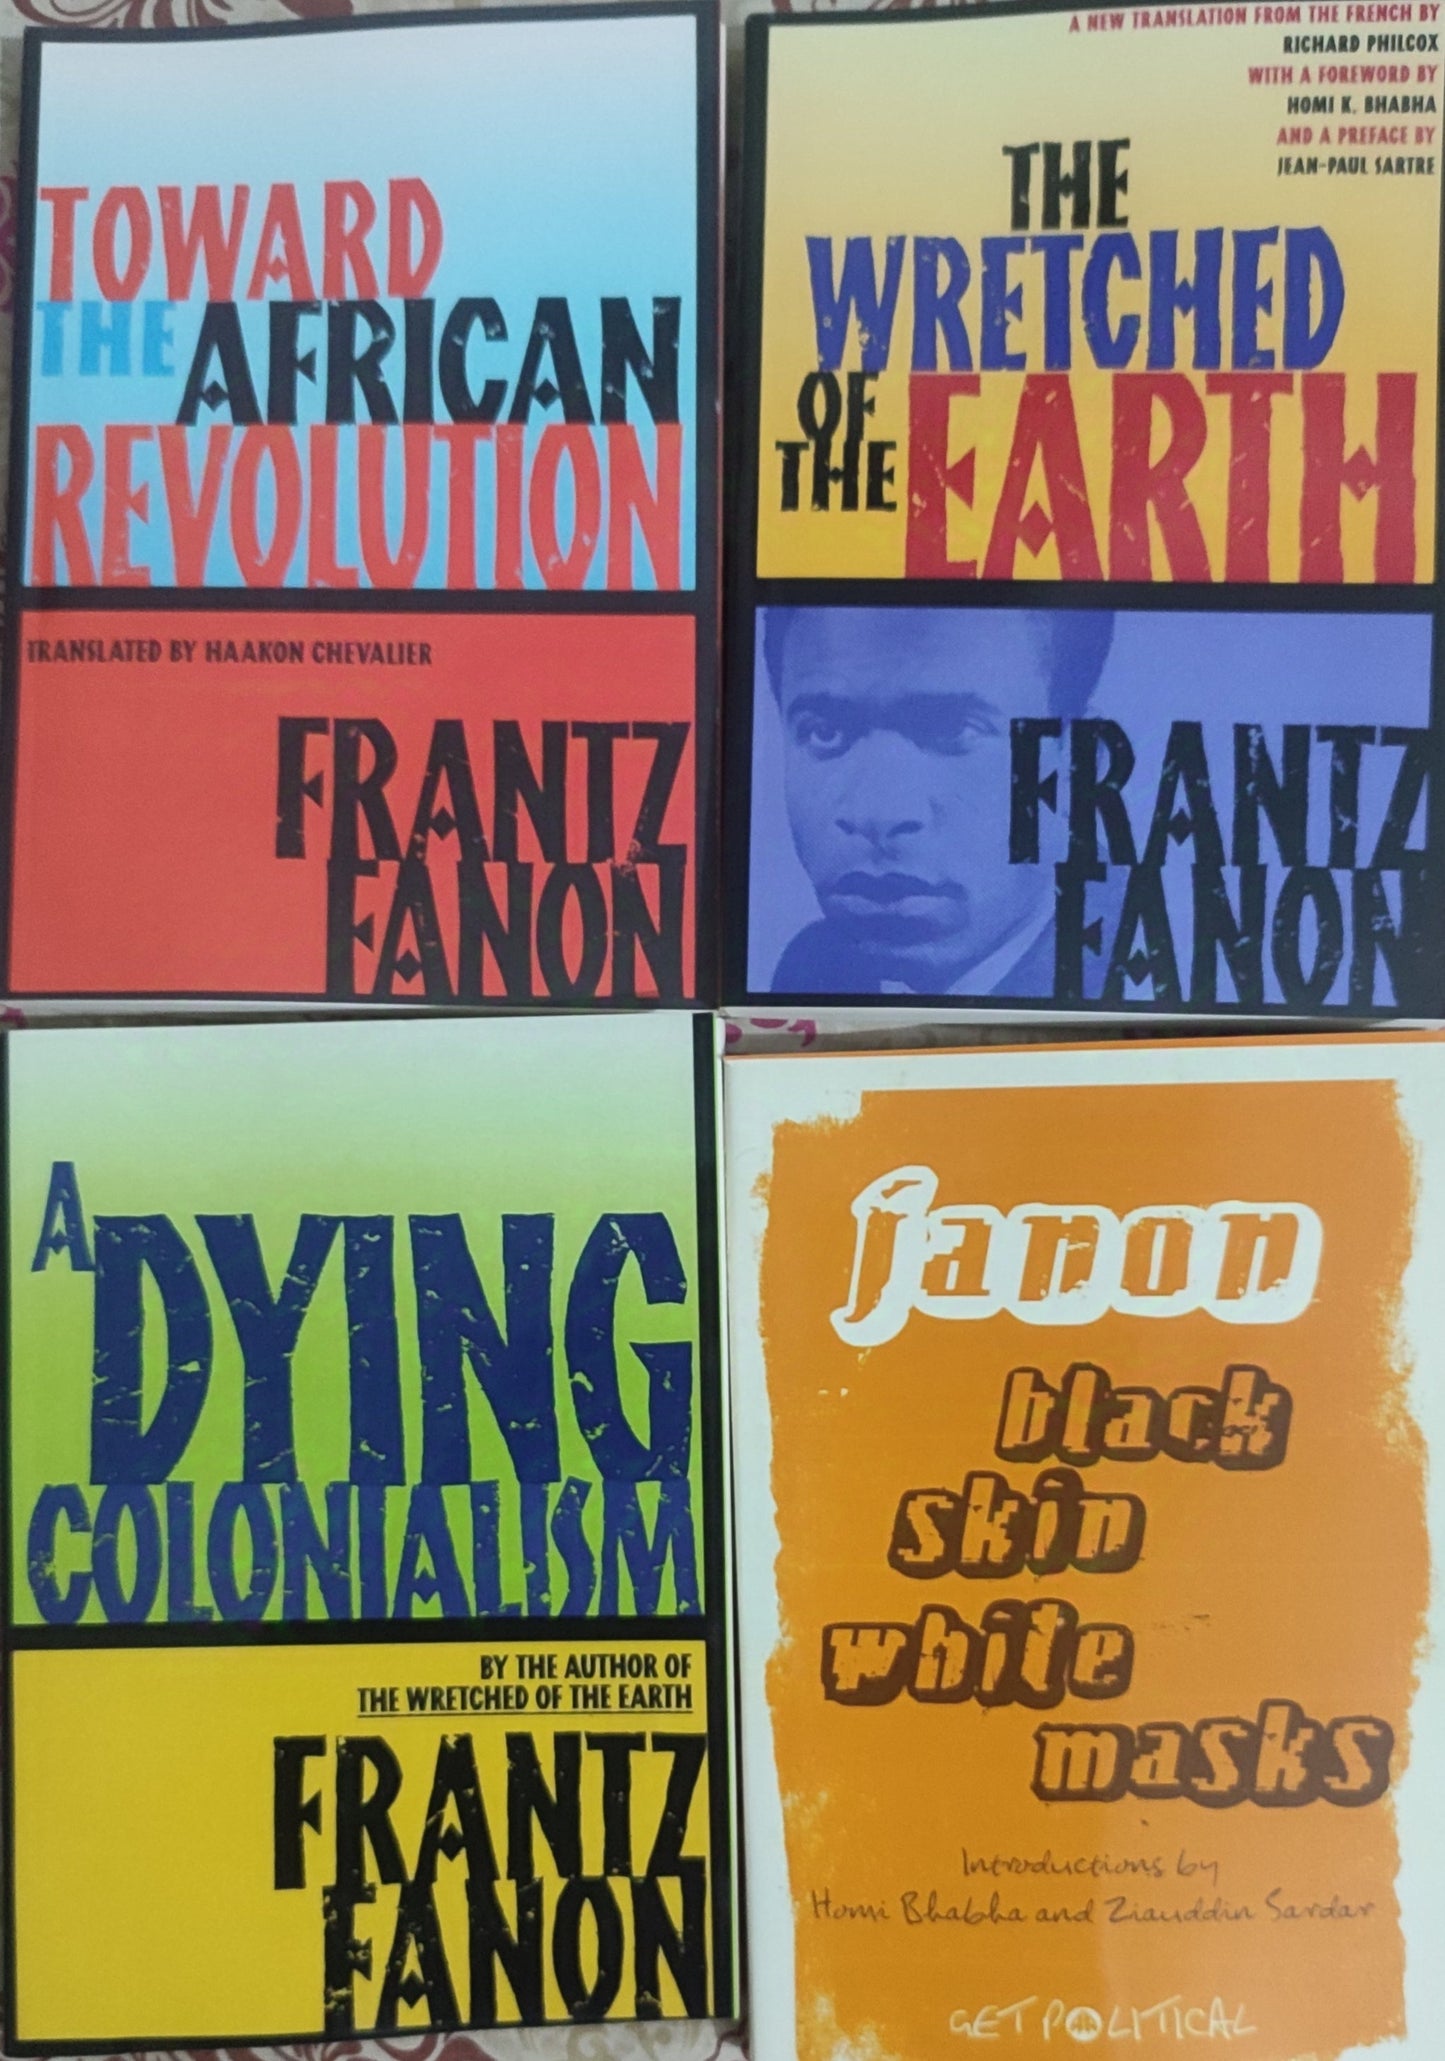 TOWARD
THE AFRICAN
REVOLUTION
TRANSLATED BY HAAKON CHEVALIER
FRANTZ
FANON
A NEW TRANSLATION FROM THE FRENCH BY
RICHARD PHILCOX
WITH A FOREWORD BY
HOMI K. BHABHA
AND A PREFACE BY
JEAN-PAUL SARTRE
THE
WRETCHED
OF
THE EARTH
FRANTZ
FANON
A DYING
COLONIALISM
BY THE AUTHOR OF
THE WRETCHED OF THE EARTH
FRANTZ
FANON
fanon
black
skin
white
masks
Introductions by
Homi Bhabha and Ziauddin Sardar
GET POLITICAL